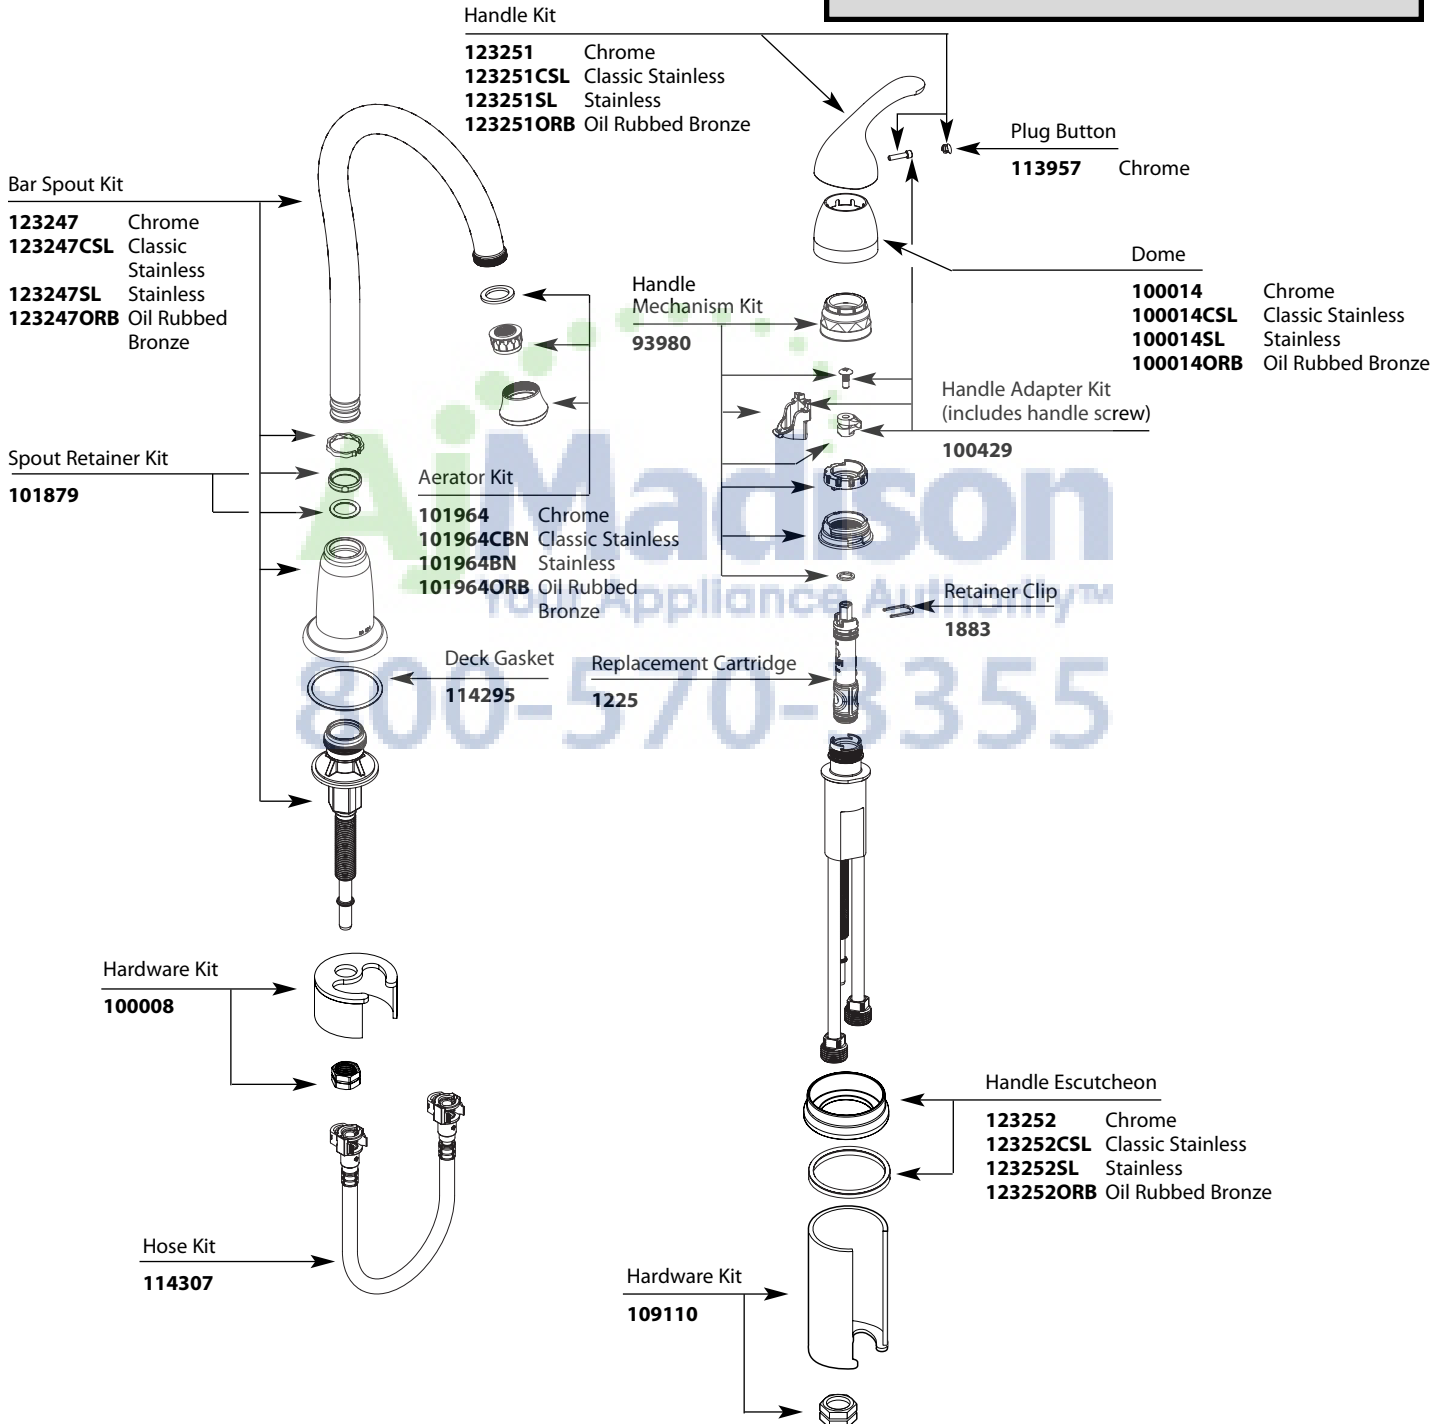 Handle Kit
123251 Chrome
123251CSL Classic Stainless
123251SL Stainless
123251ORB Oil Rubbed Bronze
Plug Button
113957 Chrome
Bar Spout Kit
123247 Chrome
123247CSL Classic
Stainless
123247SL Stainless
123247ORB Oil Rubbed
Bronze
Dome
100014 Chrome
100014CSL Classic Stainless
100014SL Stainless
100014ORB Oil Rubbed Bronze
Handle
Mechanism Kit
93980
Handle Adapter Kit
(includes handle screw)
100429
Spout Retainer Kit
101879
Aerator Kit
101964 Chrome
101964CBN Classic Stainless
101964BN Stainless
101964ORB Oil Rubbed
Bronze
AjMadison
Your Appliance Authority™
800-570-3355
Retainer Clip
1883
Deck Gasket
114295
Replacement Cartridge
1225
Hardware Kit
100008
Handle Escutcheon
123252 Chrome
123252CSL Classic Stainless
123252SL Stainless
123252ORB Oil Rubbed Bronze
Hose Kit
114307
Hardware Kit
109110